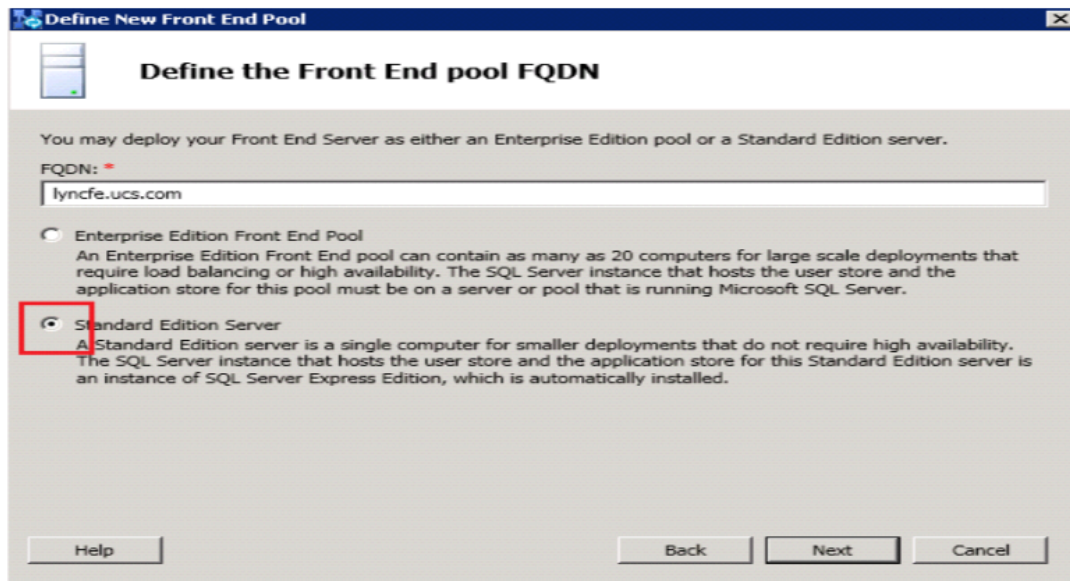 Define New Front End Pool
Define the Front End pool FQDN
You may deploy your Front End Server as either an Enterprise Edition pool or a Standard Edition server.
FQDN: *
lyncfe.ucs.com
Enterprise Edition Front End Pool
An Enterprise Edition Front End pool can contain as many as 20 computers for large scale deployments that
require load balancing or high availability. The SQL Server instance that hosts the user store and the
application store for this pool must be on a server or pool that is running Microsoft SQL Server.
Standard Edition Server
A Standard Edition server is a single computer for smaller deployments that do not require high availability.
The SQL Server instance that hosts the user store and the application store for this Standard Edition server is
an instance of SQL Server Express Edition, which is automatically installed.
Help Back Next Cancel